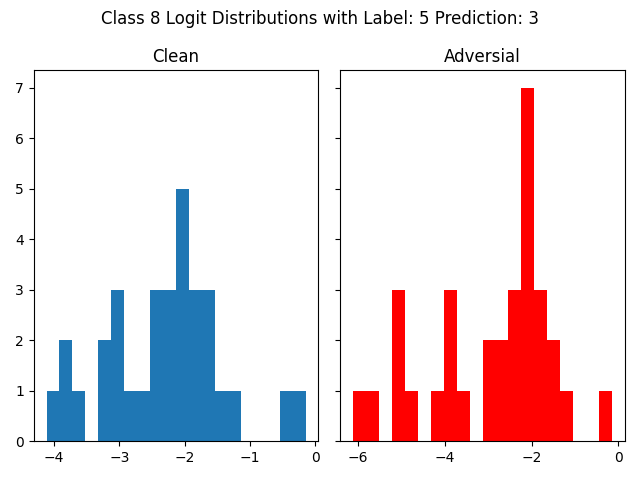 Class 8 Logit Distributions with Label: 5 Prediction: 3
Clean
Adversial
7
6
5
4
3
2
1
0
−4 −3 −2 −1 0
−6 −4 −2 0